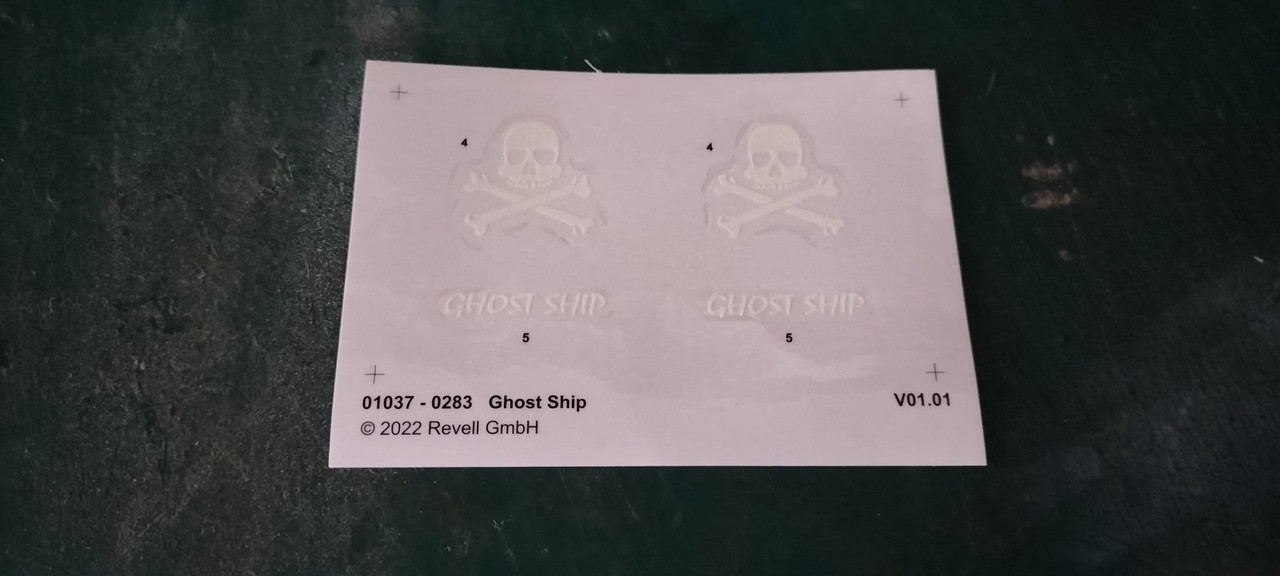 4 4
GHOST SHIP GHOST SHIP
5 5
01037 - 0283 Ghost Ship V01.01
© 2022 Revell GmbH